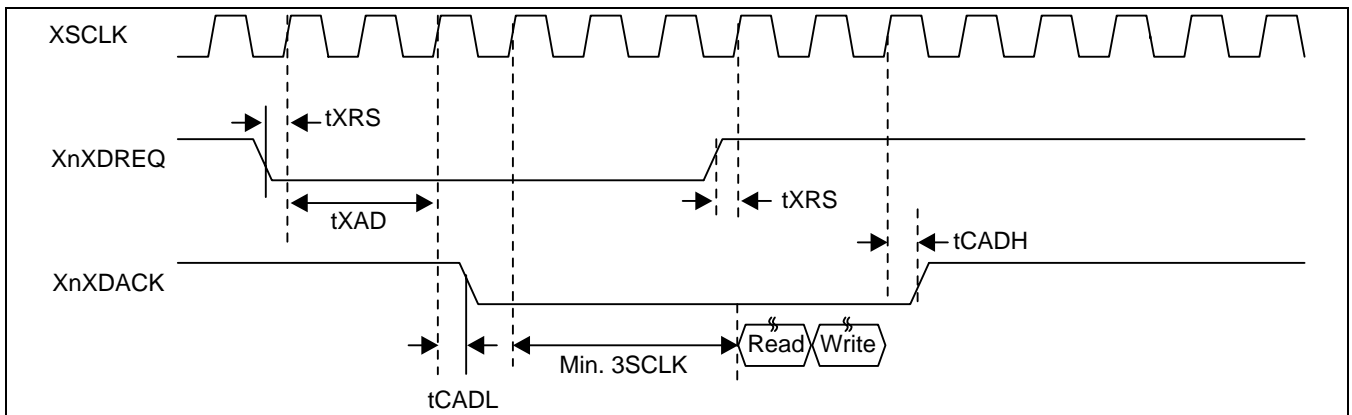 XSCLK
tXRS
XnXDREQ
tXRS
tXAD
tCADH
XnXDACK
Read Write
Min. 3SCLK
tCADL